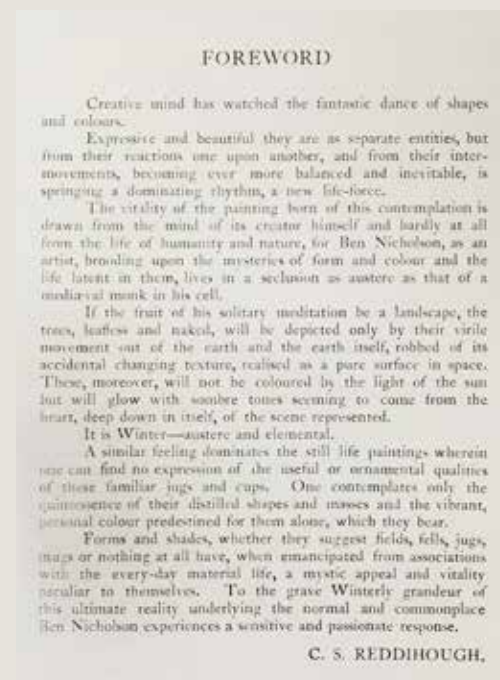 FOREWORD
Creative mind has watched the fantastic dance of shapes
and colours.
Expressive and beautiful they are as separate entities, but
from their reactions one upon another, and from their inter-
movements, becoming ever more balanced and inevitable, is
springing a dominating rhythm, a new life-force.
The vitality of the painting born of this contemplation is
drawn from the mind of its creator himself and hardly at all
from the life of humanity and nature, for Ben Nicholson, as an
artist, brooding upon the mysteries of form and colour and the
life latent in them, lives in a seclusion as austere as that of a
mediæval monk in his cell.
If the fruit of his solitary meditation be a landscape, the
trees, leafless and naked, will be depicted only by their virile
movement out of the earth and the earth itself, robbed of its
accidental changing texture, realised as a pure surface in space.
These, moreover, will not be coloured by the light of the sun
but will glow with sombre tones seeming to come from the
heart, deep down in itself, of the scene represented.
It is Winter—austere and elemental.
A similar feeling dominates the still life paintings wherein
one can find no expression of the useful or ornamental qualities
of these familiar jugs and cups. One contemplates only the
quintessence of their distilled shapes and masses and the vibrant,
personal colour predestined for them alone, which they bear.
Forms and shades, whether they suggest fields, fells, jugs,
mugs or nothing at all have, when emancipated from associations
with the every-day material life, a mystic appeal and vitality
peculiar to themselves. To the grave Winterly grandeur of
this ultimate reality underlying the normal and commonplace
Ben Nicholson experiences a sensitive and passionate response.
C. S. REDDIHOUGH.